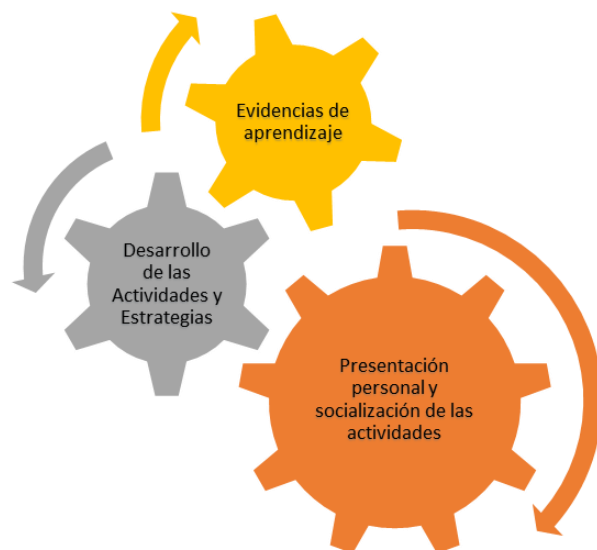 Evidencias de
aprendizaje
Desarrollo
de las
Actividades y
Estrategias
Presentación
personal y
socialización de las
actividades